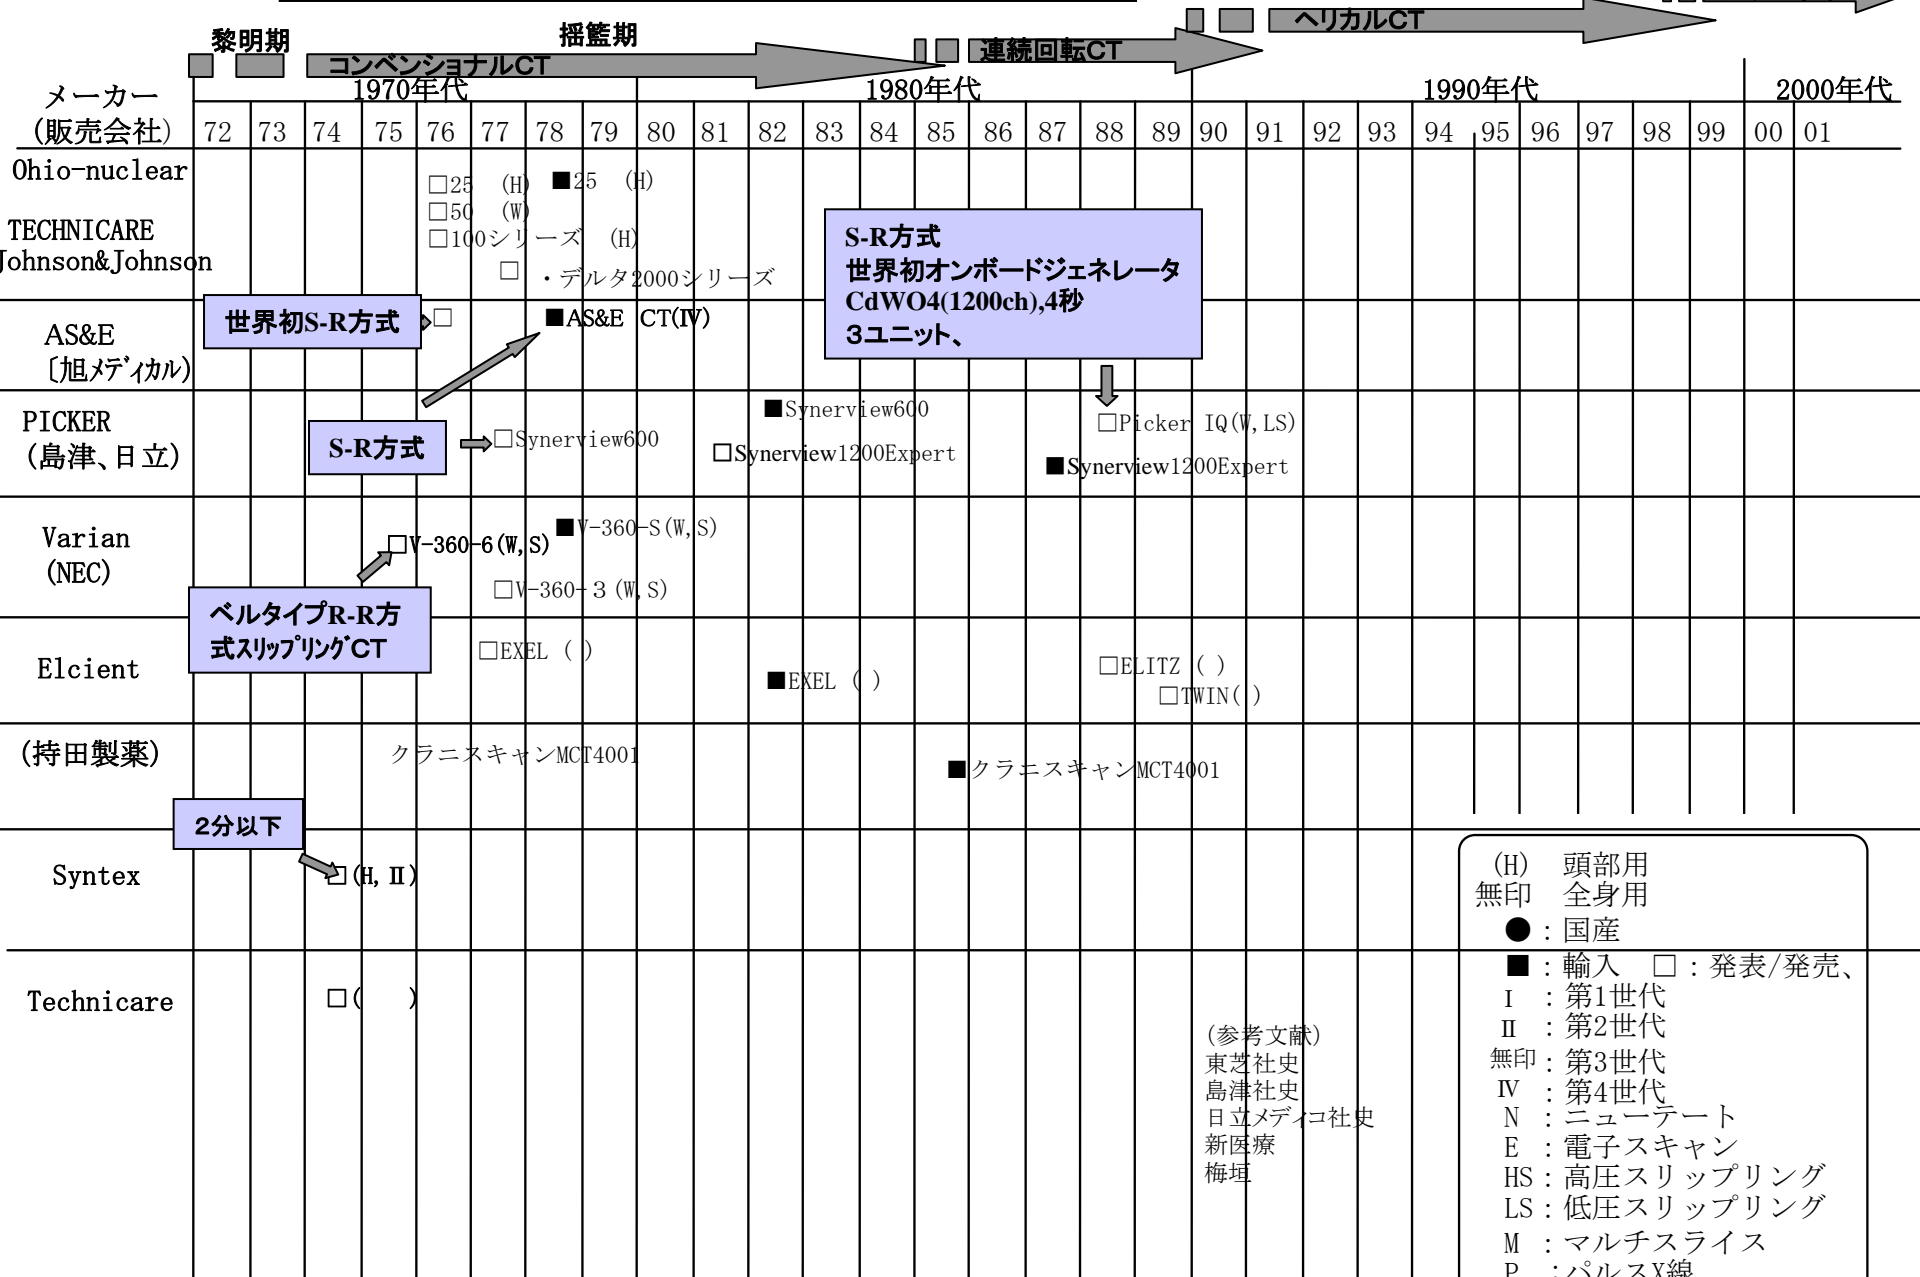 ヘリカルCT
黎明期
揺籃期
コンベンショナルCT
連続回転CT
メーカー
(販売会社)
1970年代
1980年代
1990年代
2000年代
72 73 74 75 76 77 78 79 80 81 82 83 84 85 86 87 88 89 90 91 92 93 94 95 96 97 98 99 00 01
Ohio-nuclear
□25 (H)
■25 (H)
□50 (W)
□100シリーズ (H)
TECHNICARE
Johnson&Johnson
□ ・デルタ2000シリーズ
S-R方式
世界初オンボードジェネレータ
CdWO4(1200ch),4秒
3ユニット、
AS&E
〔旭メディカル)
世界初S-R方式
□
■AS&E CT(Ⅳ)
PICKER
(島津、日立)
S-R方式
□Synerview600
■Synerview600
□Synerview1200Expert
□Picker IQ(W,LS)
■Synerview1200Expert
Varian
(NEC)
□V-360-6(W,S)
■V-360-S(W,S)
□V-360-3(W,S)
ベルタイプR-R方
式スリップリングCT
Elcient
□EXEL ( )
■EXEL ( )
□ELITZ ( )
□TWIN( )
(持田製薬)
クラニスキャンMCT4001
■クラニスキャンMCT4001
2分以下
Syntex
□(H,Ⅱ)
Technicare
□( )
(参考文献)
東芝社史
島津社史
日立メディコ社史
新医療
梅垣
(H) 頭部用
無印 全身用
●:国産
■:輸入 □:発表/発売、
Ⅰ :第1世代
Ⅱ :第2世代
無印:第3世代
Ⅳ :第4世代
N :ニューテート
E :電子スキャン
HS:高圧スリップリング
LS:低圧スリップリング
M :マルチスライス
P :パルスX線